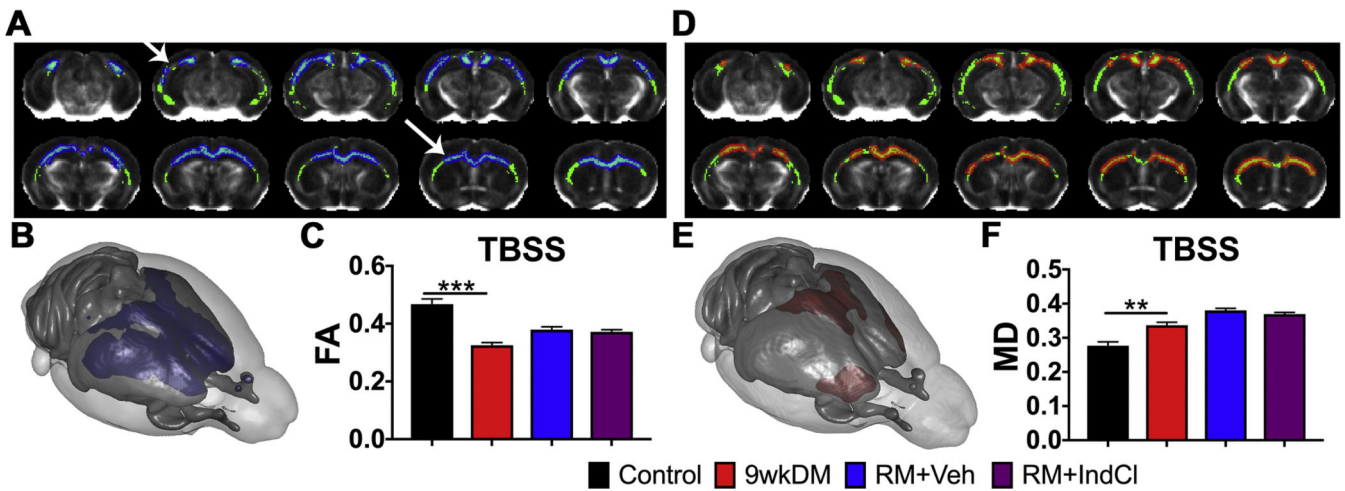 A
D
B
C
TBSS
0.6
0.4
0.2
0.0
FA
***
E
F
TBSS
0.5
0.4
0.3
0.2
0.1
0.0
MD
**
Control 9wkDM RM+Veh RM+IndCl